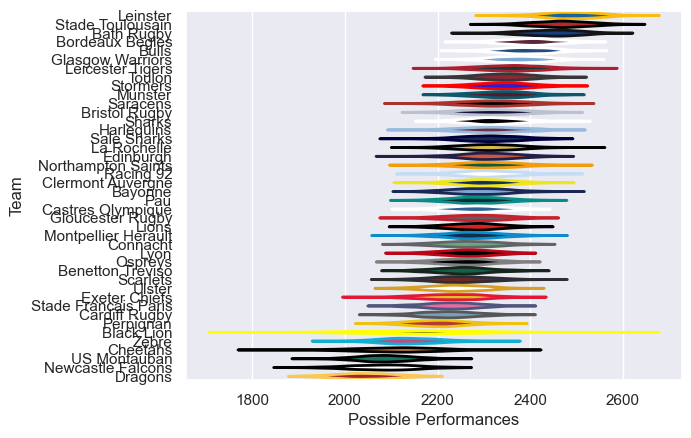 Leinster
Stade Toulousain
Bath Rugby
Bordeaux Begles
Bulls
Glasgow Warriors
Leicester Tigers
Toulon
Stormers
Munster
Saracens
Bristol Rugby
Sharks
Harlequins
Sale Sharks
La Rochelle
Edinburgh
Northampton Saints
Racing 92
Clermont Auvergne
Bayonne
Pau
Castres Olympique
Gloucester Rugby
Lions
Montpellier Herault
Connacht
Lyon
Ospreys
Benetton Treviso
Scarlets
Ulster
Exeter Chiefs
Stade Francais Paris
Cardiff Rugby
Perpignan
Black Lion
Zebre
Cheetahs
US Montauban
Newcastle Falcons
Dragons
Team
1800 2000 2200 2400 2600
Possible Performances